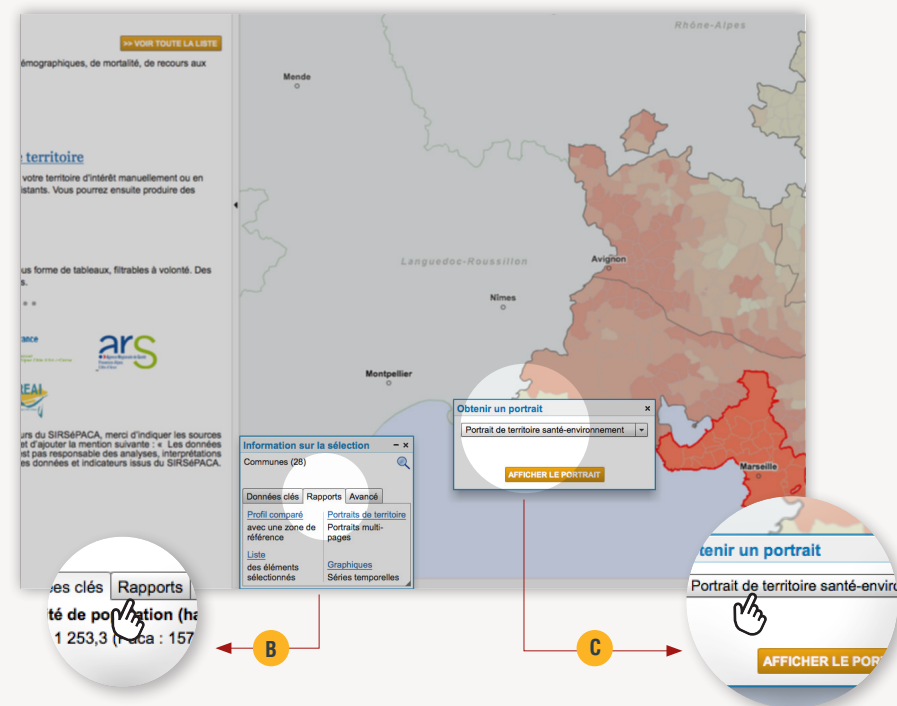 >> VOIR TOUTE LA LISTE
émographiques, de mortalité, de recours aux
territoire
votre territoire d'intérêt manuellement ou en
istants. Vous pourrez ensuite produire des
us forme de tableaux, filtrables à volonté. Des
s.
ance
ars
REAL
urs du SIRSéPACA, merci d'indiquer les sources
et d'ajouter la mention suivante : « Les données
est pas responsable des analyses, interprétations
es données et indicateurs issus du SIRSéPACA.
Rhône-Alpes
Mende
Languedoc-Roussillon
Avignon
Nîmes
Montpellier
Marseille
Information sur la sélection
Communes (28)
Données clés Rapports Avancé
Profil comparé
avec une zone de
référence
Liste
des éléments
sélectionnés
Portraits de territoire
Portraits multi-
pages
Graphiques
Séries temporelles
Obtenir un portrait
Portrait de territoire santé-environnement
AFFICHER LE PORTRAIT
es clés Rapports
té de population (ha
1 253,3 (Paca : 157
B
C
tenir un portrait
Portrait de territoire santé-enviro
AFFICHER LE POR